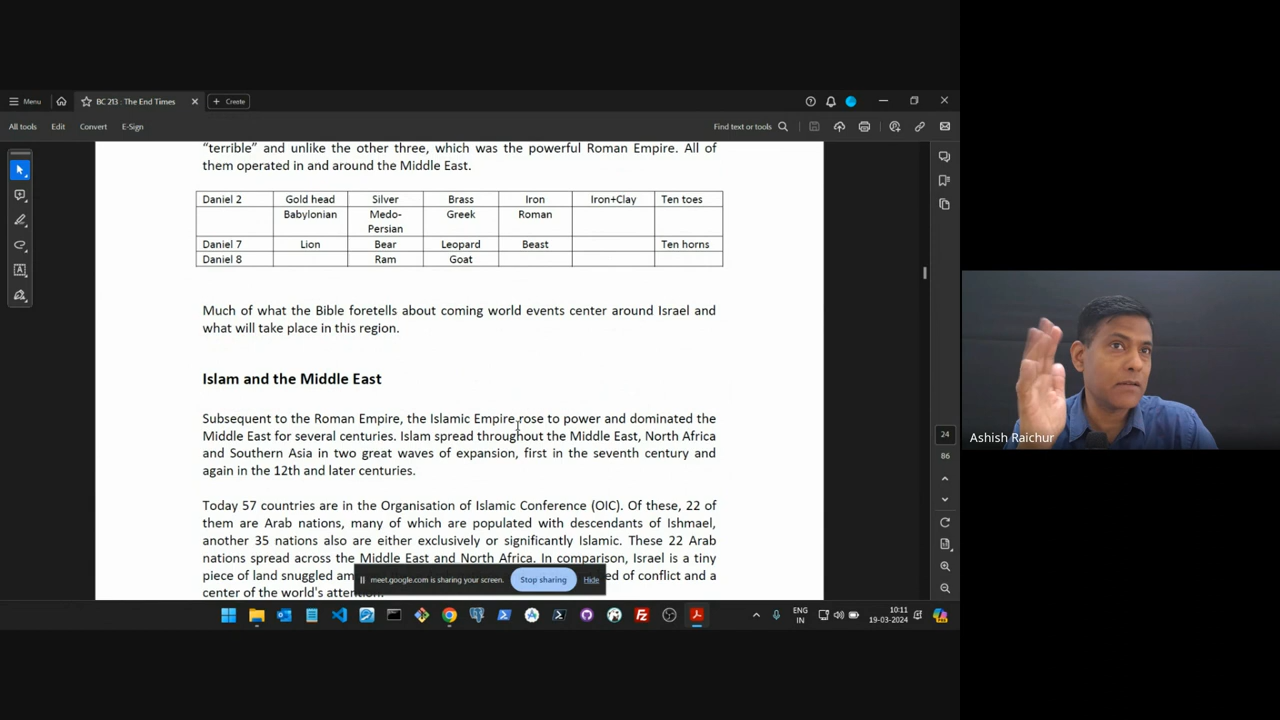 Menu
BC 213 : The End Times
Create
All tools
Edit
Convert
E-Sign
Find text or tools
"terrible" and unlike the other three, which was the powerful Roman Empire. All of
them operated in and around the Middle East.
Daniel 2 Gold head Silver Brass Iron Iron+Clay Ten toes
Babylonian Medo- Greek Roman
Persian
Daniel 7 Lion Bear Leopard Beast Ten horns
Daniel 8 Ram Goat
Much of what the Bible foretells about coming world events center around Israel and
what will take place in this region.
Islam and the Middle East
Subsequent to the Roman Empire, the Islamic Empire rose to power and dominated the
Middle East for several centuries. Islam spread throughout the Middle East, North Africa
and Southern Asia in two great waves of expansion, first in the seventh century and
again in the 12th and later centuries.
Today 57 countries are in the Organisation of Islamic Conference (OIC). Of these, 22 of
them are Arab nations, many of which are populated with descendants of Ishmael,
another 35 nations also are either exclusively or significantly Islamic. These 22 Arab
nations spread across the Middle East and North Africa. In comparison, Israel is a tiny
piece of land snuggled of conflict and a
center of the world's
meet.google.com is sharing your screen.
Stop sharing
Hide
24
86
Ashish Raichur
ENG
IN
10:11
19-03-2024